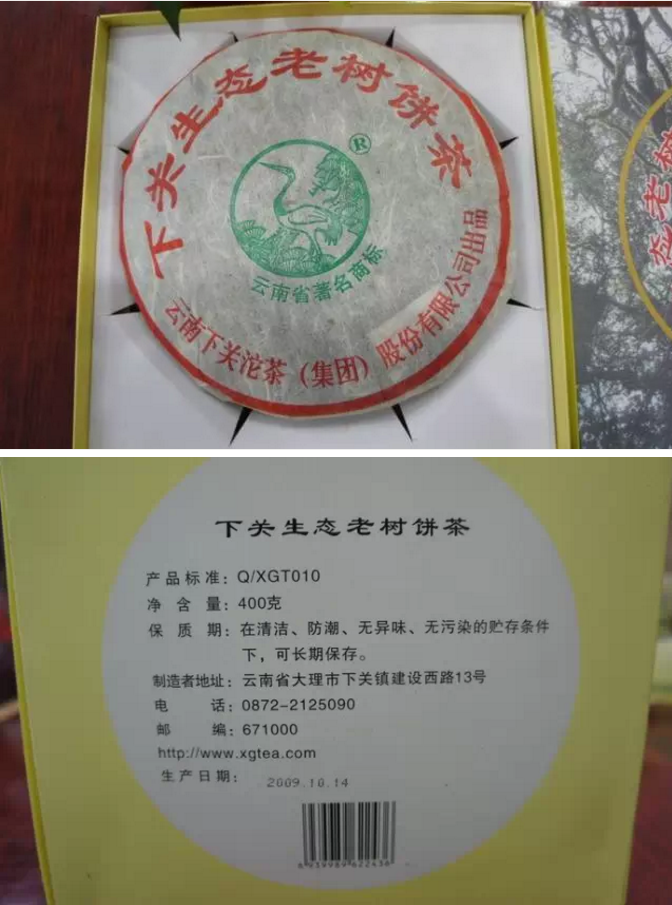 下关生态老树饼茶
®
云南省著名商标
云南下关沱茶（集团）股份有限公司出品
态老树
下关生态老树饼茶
产品标准：Q/XGT010
净含量：400克
保质期：在清洁、防潮、无异味、无污染的贮存条件
下，可长期保存。
制造者地址：云南省大理市下关镇建设西路13号
电话：0872-2125090
邮编：671000
http://www.xgtea.com
生产日期：2009.10.14
6939989622436